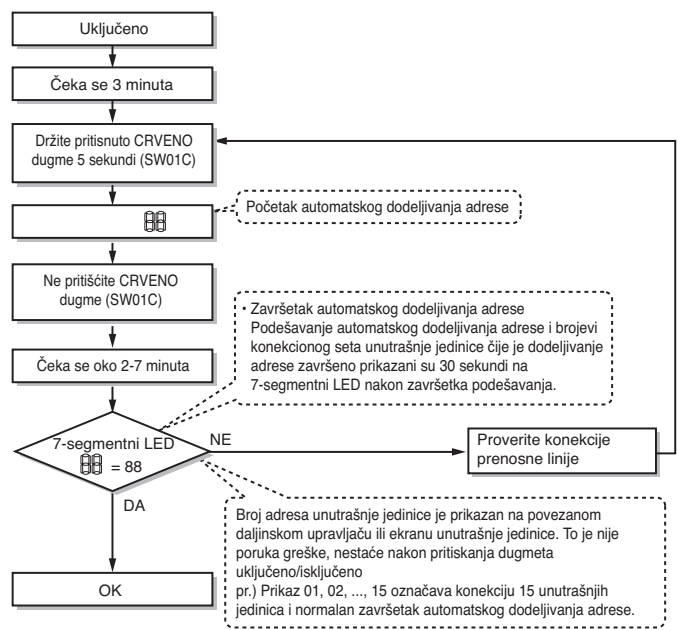 Uključeno
Čeka se 3 minuta
Držite pritisnuto CRVENO
dugme 5 sekundi (SW01C)
88
Početak automatskog dodeljivanja adrese
Ne pritišćite CRVENO
dugme (SW01C)
• Završetak automatskog dodeljivanja adrese
Podešavanje automatskog dodeljivanja adrese i brojevi
konekcionog seta unutrašnje jedinice čije je dodeljivanje
adrese završeno prikazani su 30 sekundi na
7-segmentni LED nakon završetka podešavanja.
Čeka se oko 2-7 minuta
7-segmentni LED
88 = 88
NE
Proverite konekcije
prenosne linije
DA
Broj adresa unutrašnje jedinice je prikazan na povezanom
daljinskom upravljaču ili ekranu unutrašnje jedinice. To je nije
poruka greške, nestaće nakon pritiskanja dugmeta
uključeno/isključeno
pr.) Prikaz 01, 02, ..., 15 označava konekciju 15 unutrašnjih
jedinica i normalan završetak automatskog dodeljivanja adrese.
OK